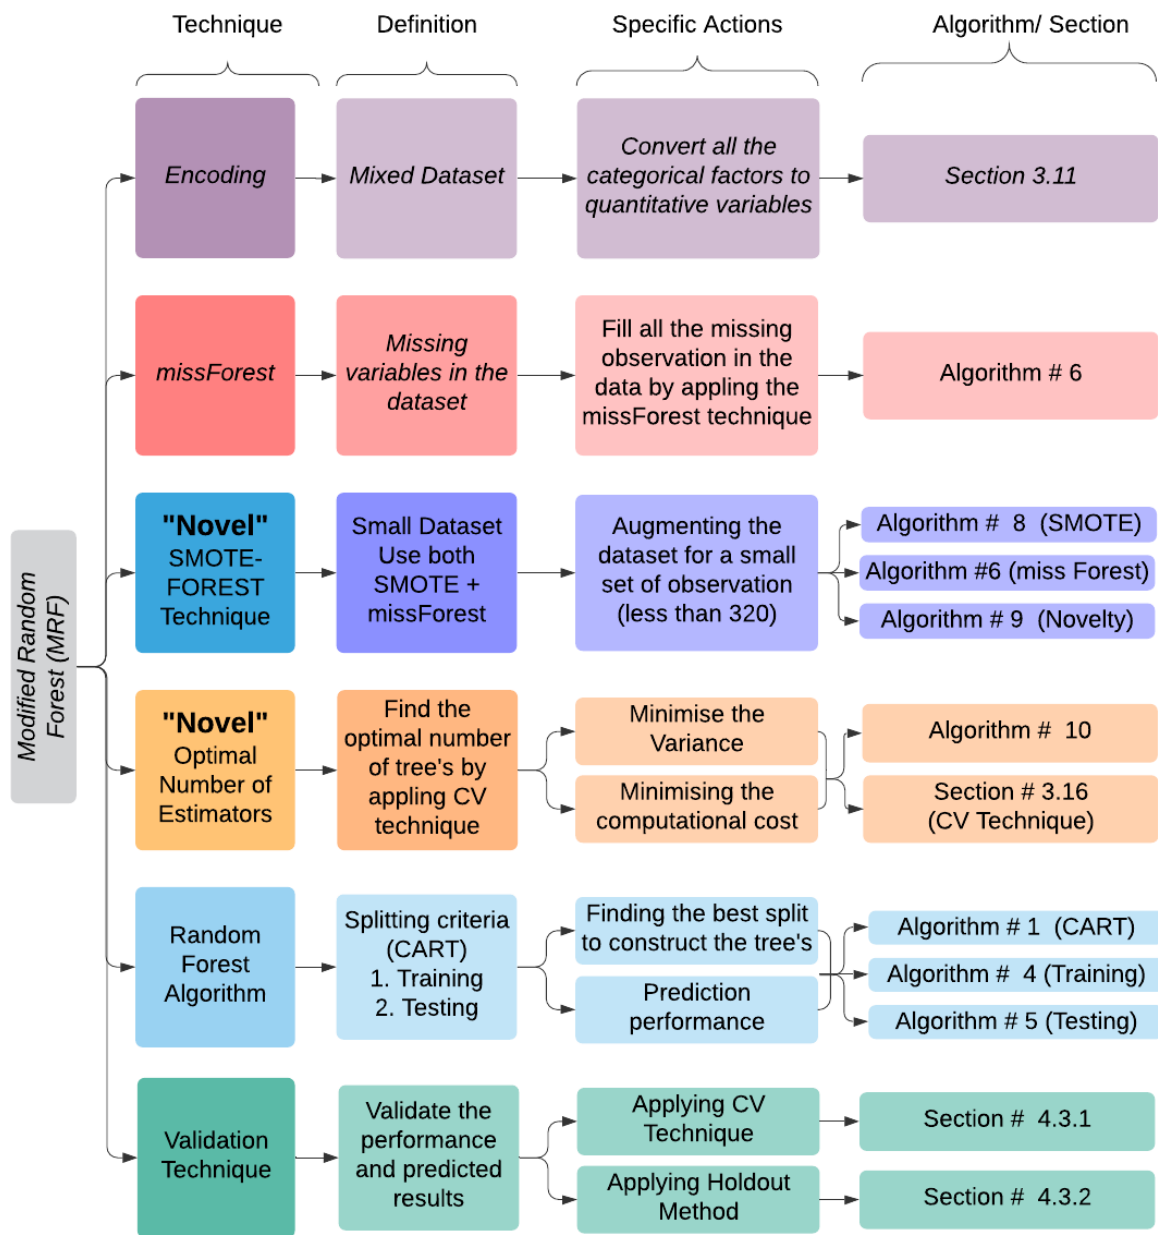 Technique
Definition
Specific Actions
Algorithm/ Section
Encoding
Mixed Dataset
Convert all the
categorical factors to
quantitative variables
Section 3.11
missForest
Missing
variables in the
dataset
Fill all the missing
observation in the
data by appling the
missForest technique
Algorithm # 6
Modified Random
Forest (MRF)
"Novel"
SMOTE-
FOREST
Technique
Small Dataset
Use both
SMOTE +
missForest
Augmenting the
dataset for a small
set of observation
(less than 320)
Algorithm # 8 (SMOTE)
Algorithm #6 (miss Forest)
Algorithm # 9 (Novelty)
"Novel"
Optimal
Number of
Estimators
Find the
optimal number
of tree's by
appling CV
technique
Minimise the
Variance
Minimising the
computational cost
Algorithm # 10
Section # 3.16
(CV Technique)
Random
Forest
Algorithm
Splitting criteria
(CART)
1. Training
2. Testing
Finding the best split
to construct the tree's
Prediction
performance
Algorithm # 1 (CART)
Algorithm # 4 (Training)
Algorithm # 5 (Testing)
Validation
Technique
Validate the
performance
and predicted
results
Applying CV
Technique
Applying Holdout
Method
Section # 4.3.1
Section # 4.3.2